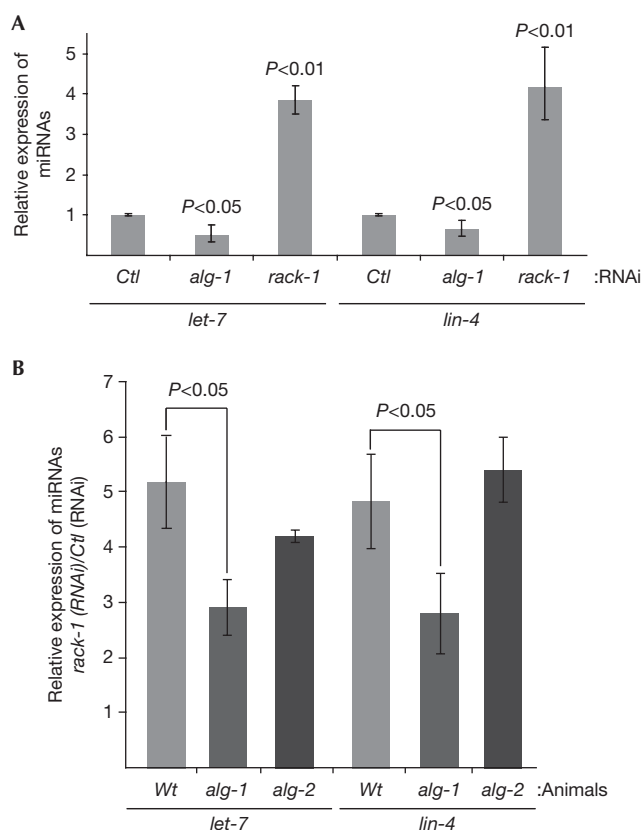 A
Relative expression of
miRNAs
5
4
3
2
1
P<0.01
P<0.05
P<0.01
P<0.05
Ctl alg-1 rack-1 Ctl alg-1 rack-1 :RNAi
let-7 lin-4
B
Relative expression of miRNAs
rack-1 (RNAi)/Ctl (RNAi)
7
6
5
4
3
2
1
P<0.05
P<0.05
Wt alg-1 alg-2 Wt alg-1 alg-2 :Animals
let-7 lin-4